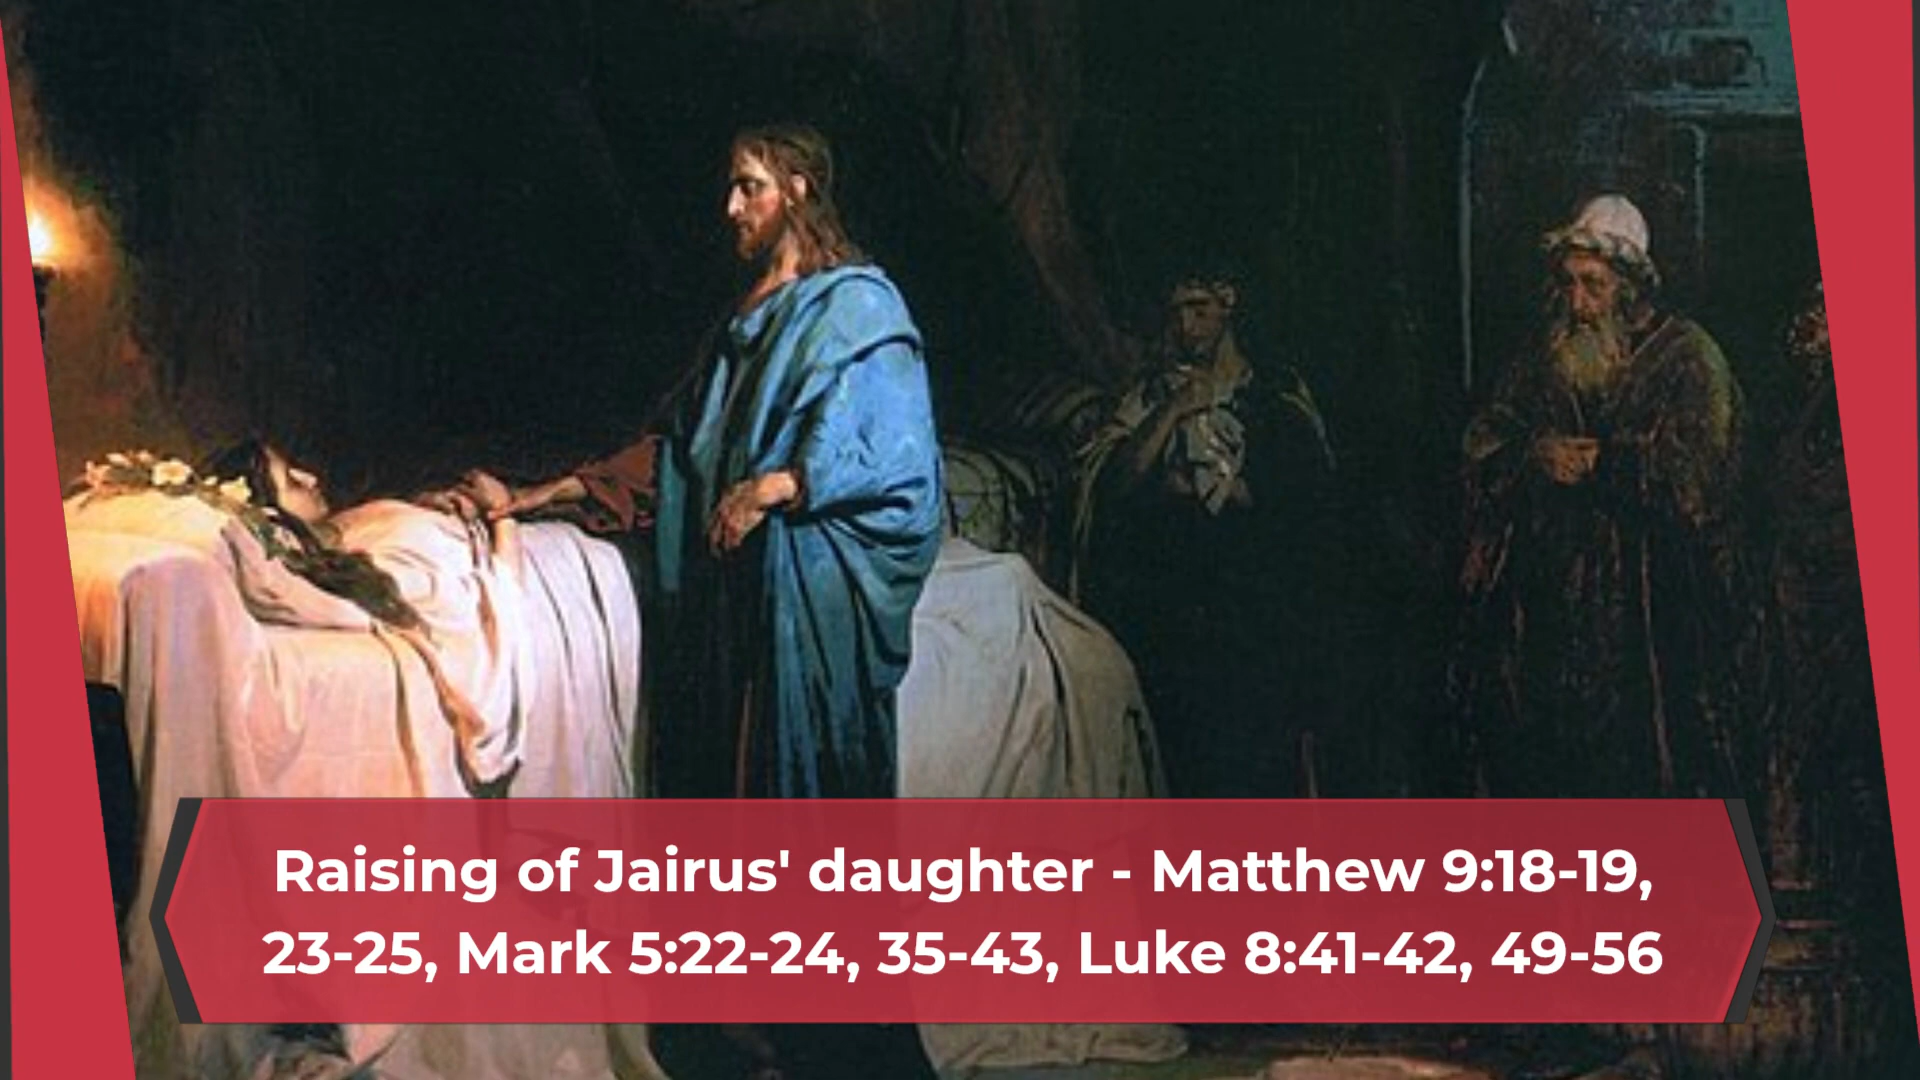 Raising of Jairus' daughter - Matthew 9:18-19,
23-25, Mark 5:22-24, 35-43, Luke 8:41-42, 49-56